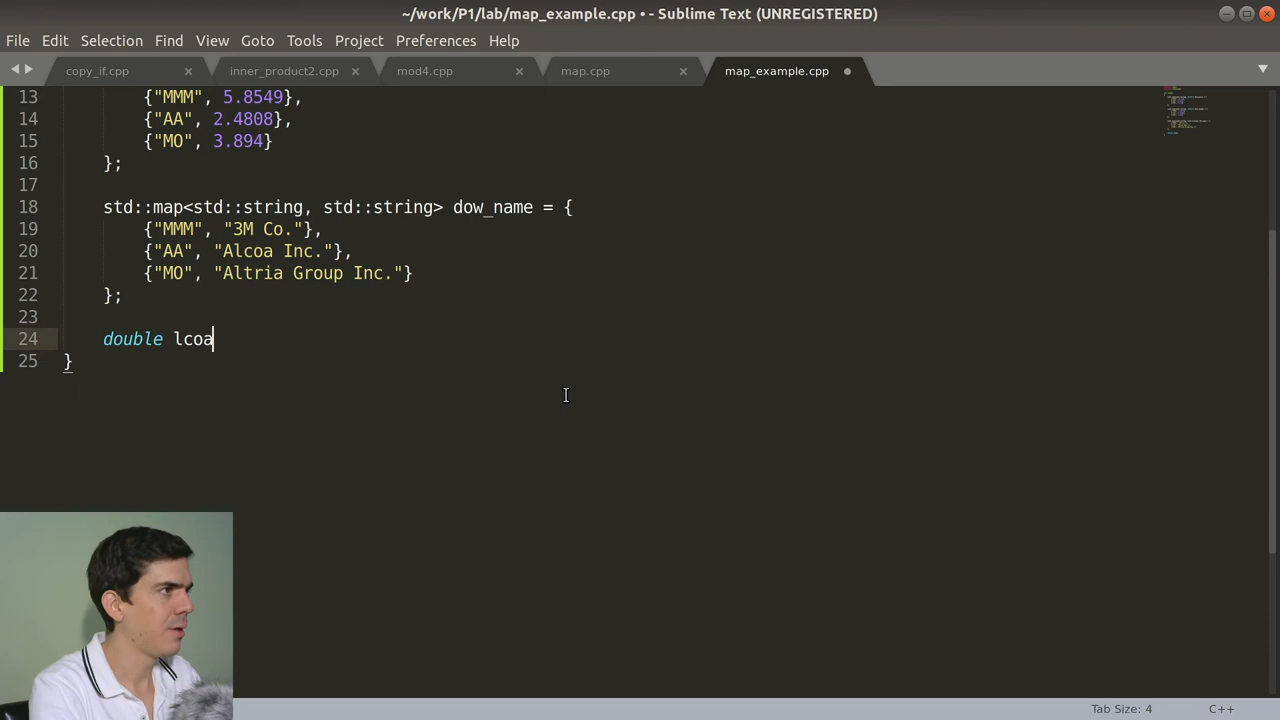 ~/work/P1/lab/map_example.cpp • - Sublime Text (UNREGISTERED)
File Edit Selection Find View Goto Tools Project Preferences Help
copy_if.cpp inner_product2.cpp mod4.cpp map.cpp map_example.cpp
13 {"MMM", 5.8549},
14 {"AA", 2.4808},
15 {"MO", 3.894}
16 };
17
18 std::map<std::string, std::string> dow_name = {
19 {"MMM", "3M Co."},
20 {"AA", "Alcoa Inc."},
21 {"MO", "Altria Group Inc."}
22 };
23
24 double lcoa
25 }
Tab Size: 4 C++